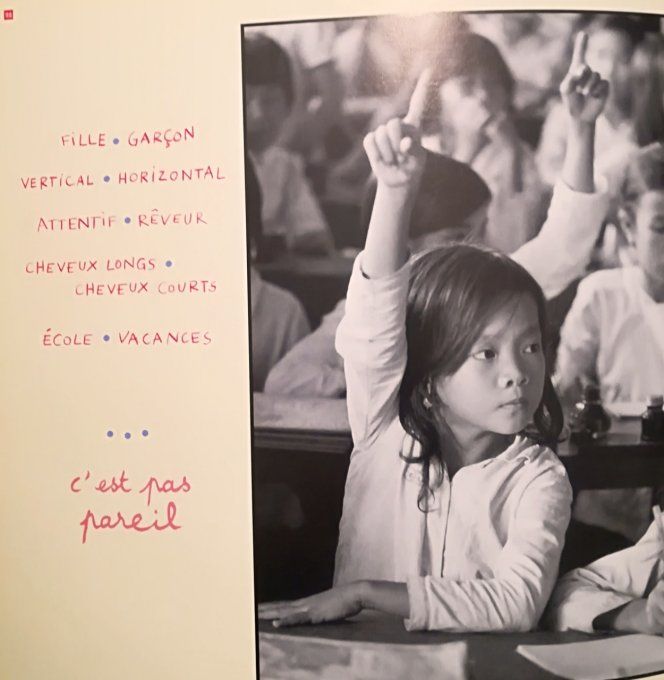 FiLLE • GARÇON
VERTiCAL • HORiZONTAL
ATTENTiF • RÊVEUR
CHEVEUX LONGS •
CHEVEUX COURTS
ÉCOLE • VACANCES
• • •
c'est pas
pareil